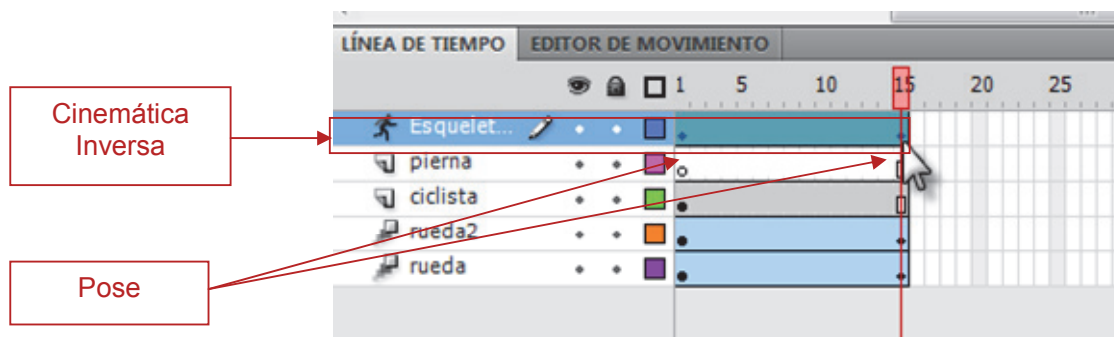 LÍNEA DE TIEMPO EDITOR DE MOVIMIENTO
1 5 10 15 20 25
Cinemática
Inversa
Esquelet...
pierna
ciclista
rueda2
rueda
Pose